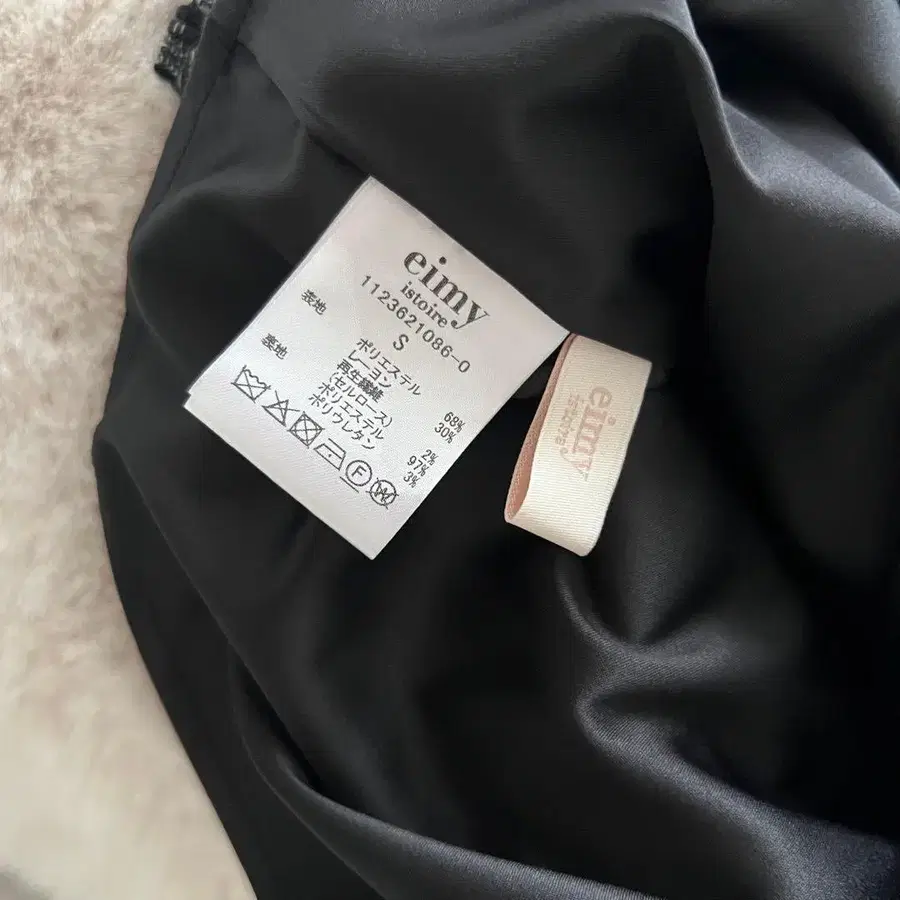 eimy
istoire
1123621086-0
S
表地 ポリエステル 68%
レーヨン 30%
再生繊維
(セルロース) 2%
裏地 ポリエステル 97%
ポリウレタン 3%
F
W
eimy
istoire